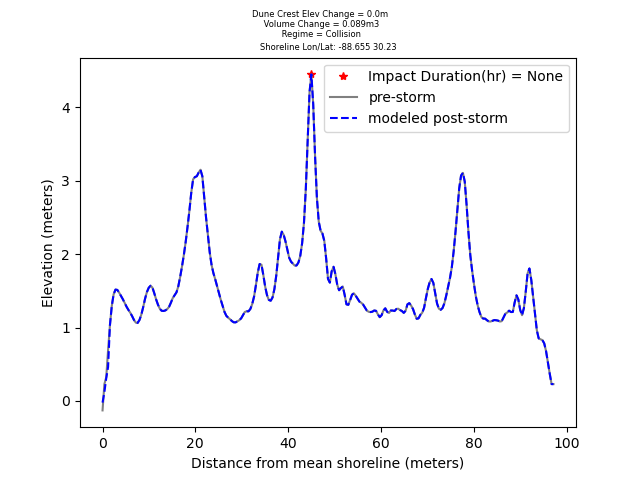 Dune Crest Elev Change = 0.0m
Volume Change = 0.089m3
Regime = Collision
Shoreline Lon/Lat: -88.655 30.23
Impact Duration(hr) = None
pre-storm
modeled post-storm
Elevation (meters)
4
3
2
1
0
0 20 40 60 80 100
Distance from mean shoreline (meters)